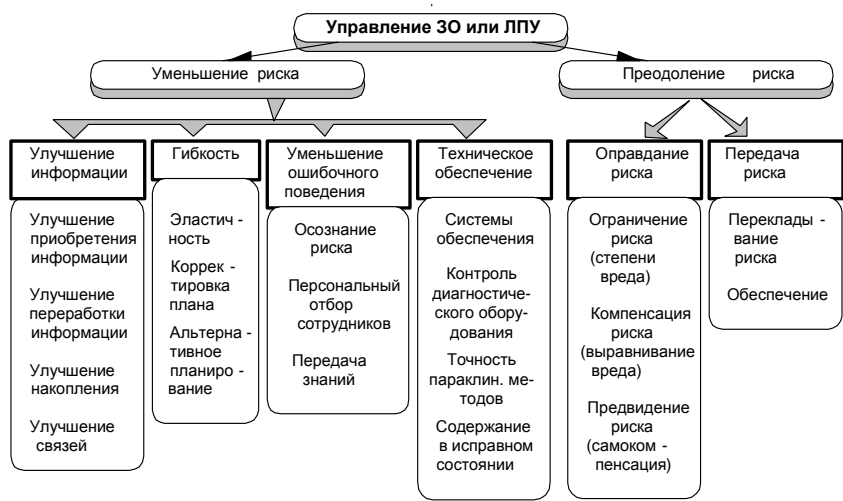 Управление ЗО или ЛПУ
Уменьшение риска
Преодоление риска
Улучшение
информации
Гибкость
Уменьшение
ошибочного
поведения
Техническое
обеспечение
Оправдание
риска
Передача
риска
Улучшение
приобретения
информации
Улучшение
переработки
информации
Улучшение
накопления
Улучшение
связей
Эластич -
ность
Коррек -
тировка
плана
Альтерна -
тивное
планиро -
вание
Осознание
риска
Персональный
отбор
сотрудников
Передача
знаний
Системы
обеспечения
Контроль
диагностиче-
ского обору-
дования
Точность
параклин. ме-
тодов
Содержание
в исправном
состоянии
Ограничение
риска
(степени
вреда)
Компенсация
риска
(выравнивание
вреда)
Предвидение
риска
(самоком -
пенсация)
Переклады -
вание
риска
Обеспечение